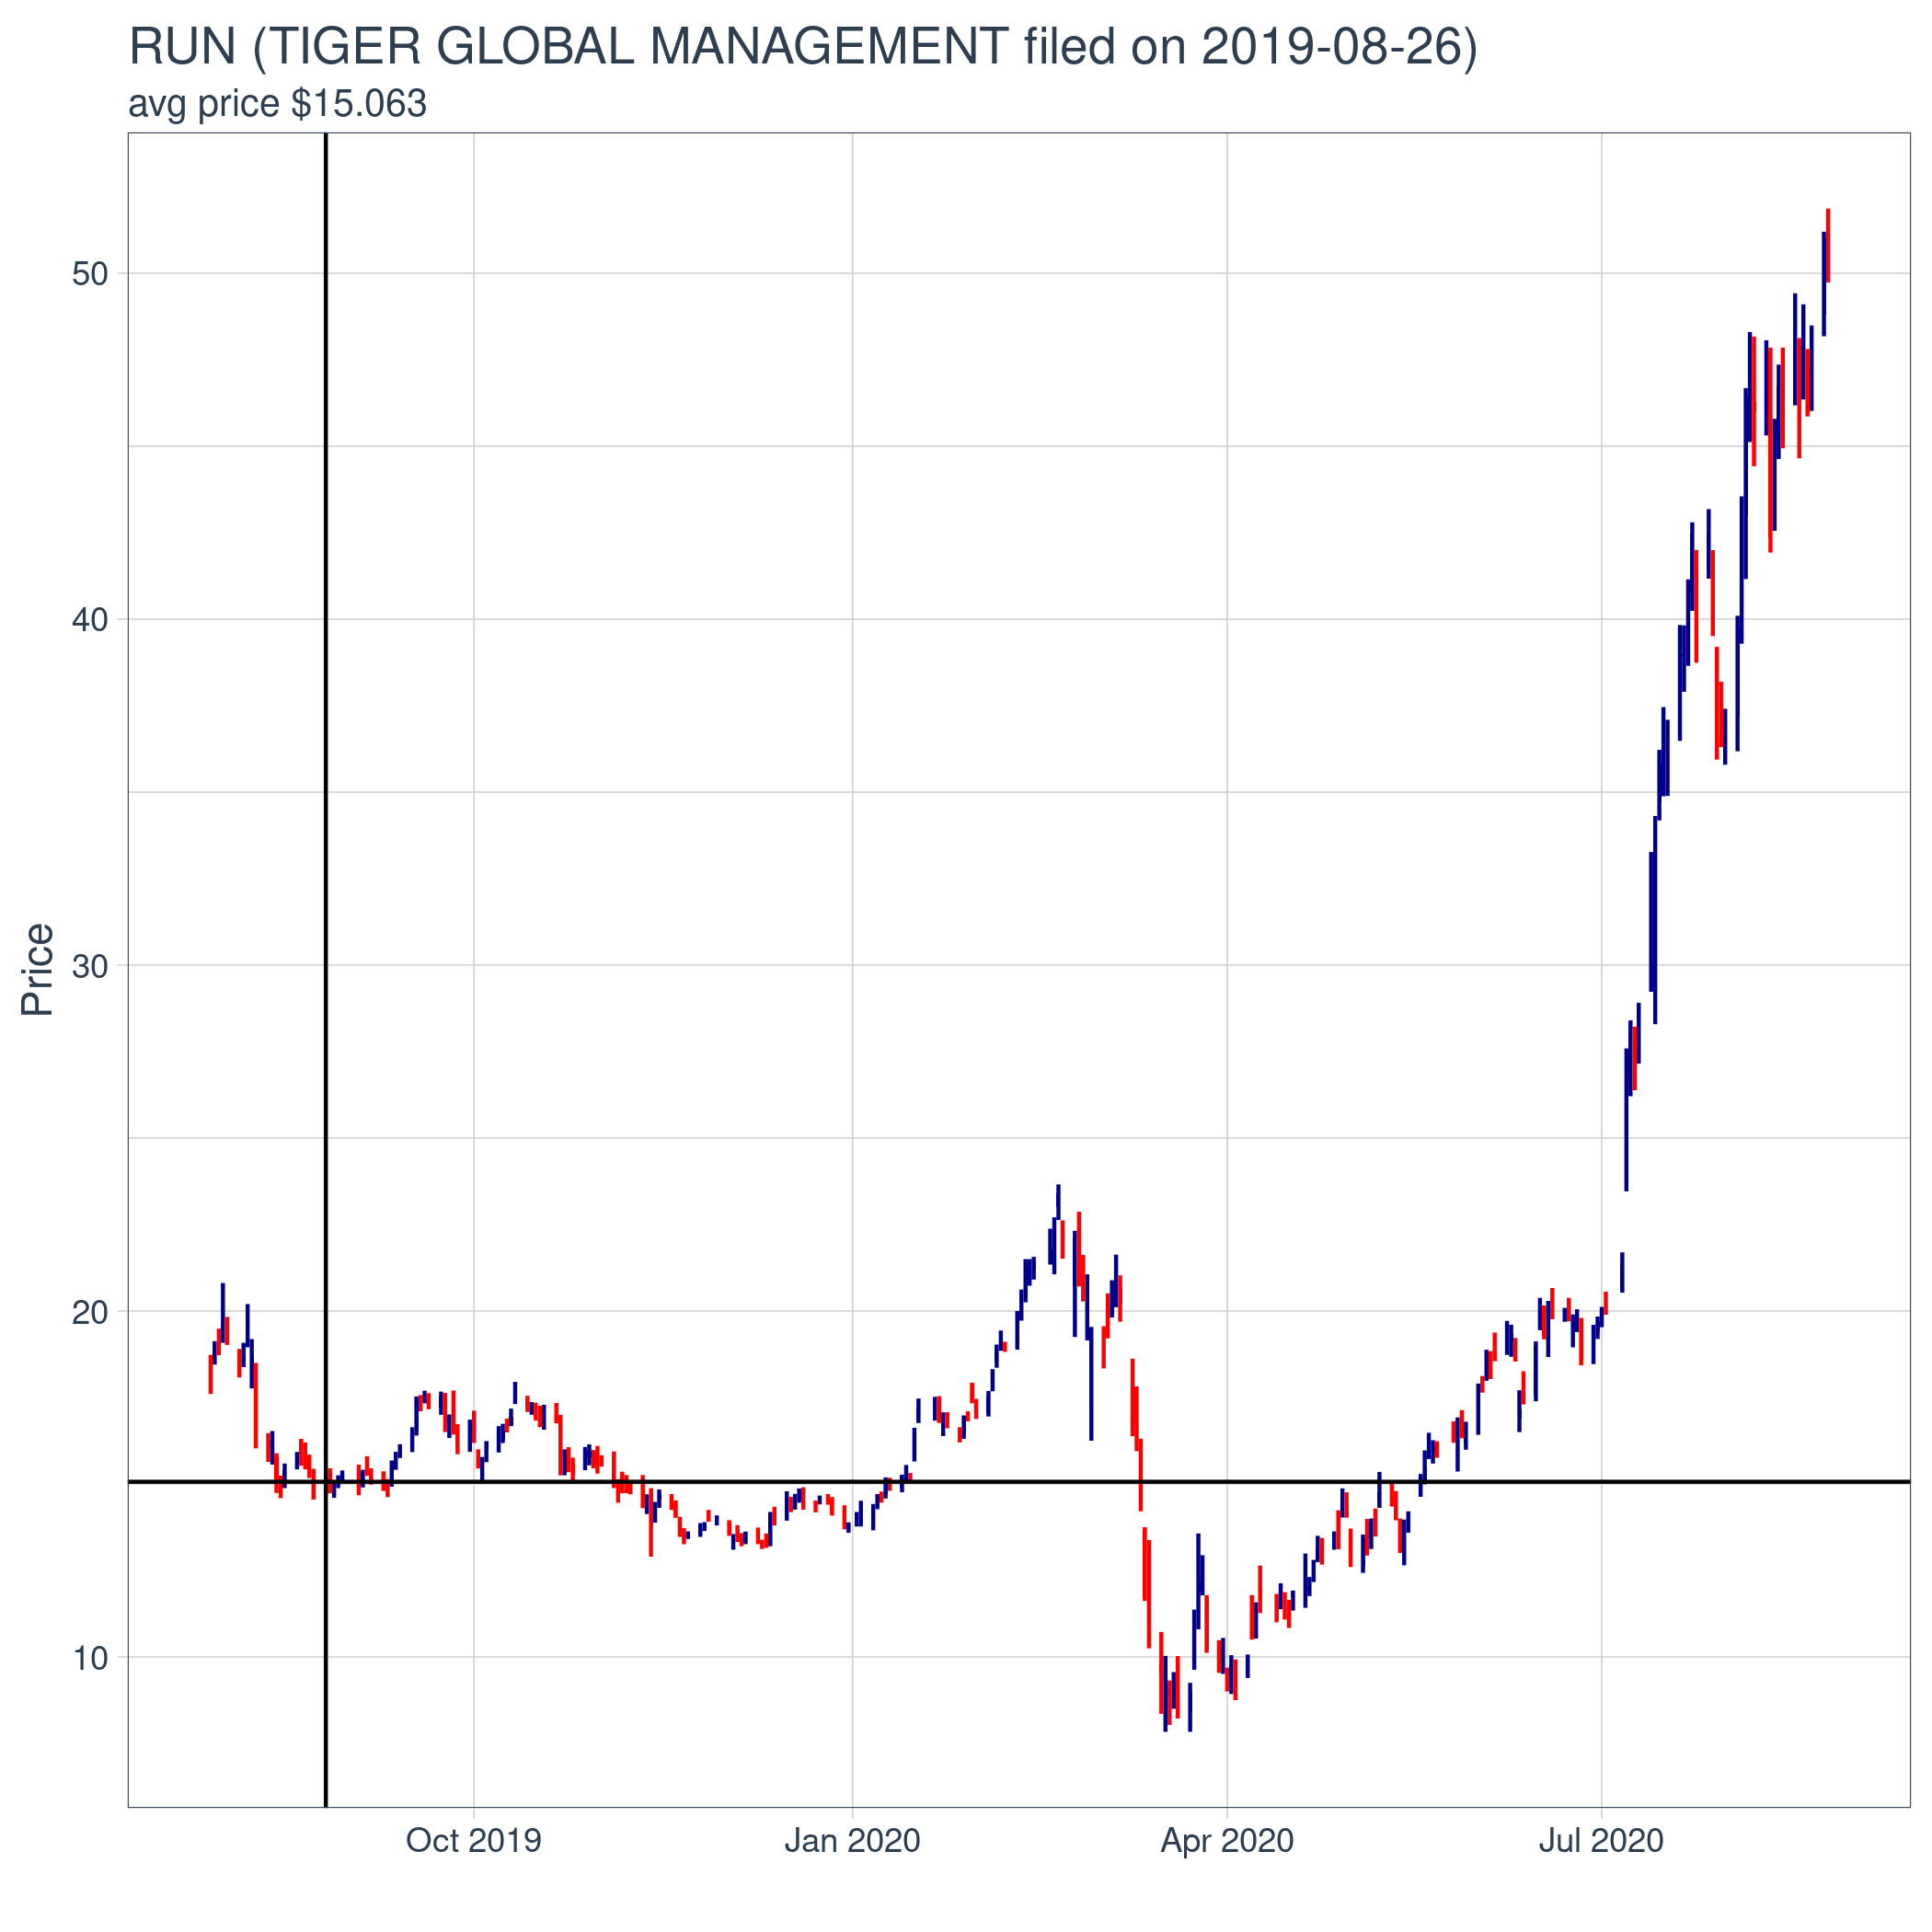 RUN (TIGER GLOBAL MANAGEMENT filed on 2019-08-26)
avg price $15.063
50
40
30
20
10
Price
Oct 2019
Jan 2020
Apr 2020
Jul 2020